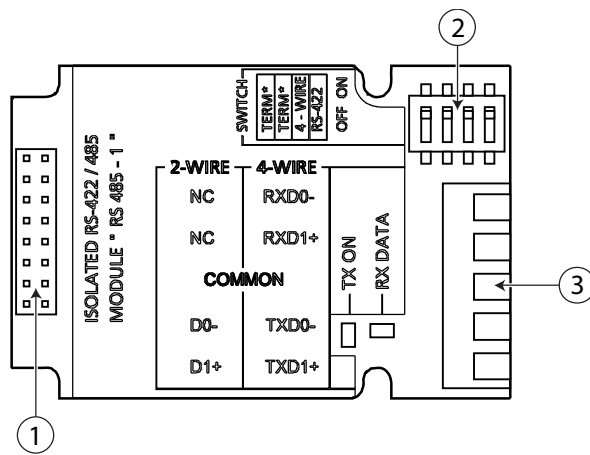 2
SWITCH
TERM*
TERM*
4 - WIRE
RS-422
OFF ON
ISOLATED RS-422 / 485
MODULE " RS 485 - 1 "
2-WIRE 4-WIRE
NC RXD0-
NC RXD1+
COMMON
D0- TXD0-
D1+ TXD1+
TX ON
RX DATA
3
1